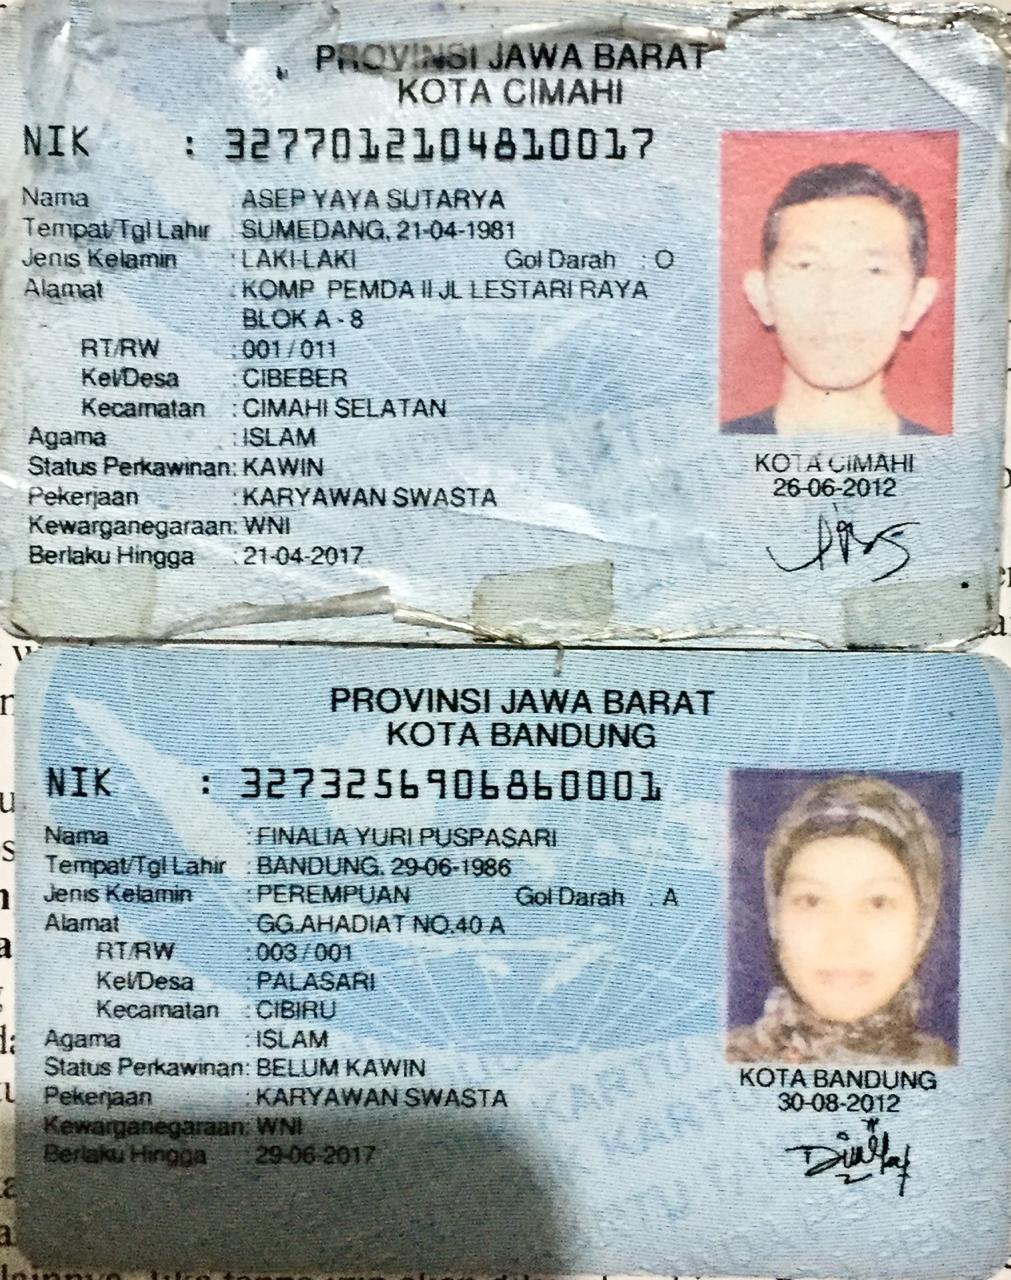 PROVINSI JAWA BARAT
KOTA CIMAHI
NIK : 3277012104810017
Nama : ASEP YAYA SUTARYA
Tempat/Tgl Lahir : SUMEDANG, 21-04-1981
Jenis Kelamin : LAKI-LAKI Gol Darah : O
Alamat : KOMP PEMDA II JL LESTARI RAYA
BLOK A - 8
RT/RW : 001 / 011
Kel/Desa : CIBEBER
Kecamatan : CIMAHI SELATAN
Agama : ISLAM
Status Perkawinan: KAWIN
Pekerjaan : KARYAWAN SWASTA
Kewarganegaraan: WNI
Berlaku Hingga : 21-04-2017
KOTA CIMAHI
26-06-2012
PROVINSI JAWA BARAT
KOTA BANDUNG
NIK : 3273256906860001
Nama : FINALIA YURI PUSPASARI
Tempat/Tgl Lahir : BANDUNG, 29-06-1986
Jenis Kelamin : PEREMPUAN Gol Darah : A
Alamat : GG.AHADIAT NO.40 A
RT/RW : 003 / 001
Kel/Desa : PALASARI
Kecamatan : CIBIRU
Agama : ISLAM
Status Perkawinan: BELUM KAWIN
Pekerjaan : KARYAWAN SWASTA
Kewarganegaraan: WNI
Berlaku Hingga : 29-06-2017
KOTA BANDUNG
30-08-2012